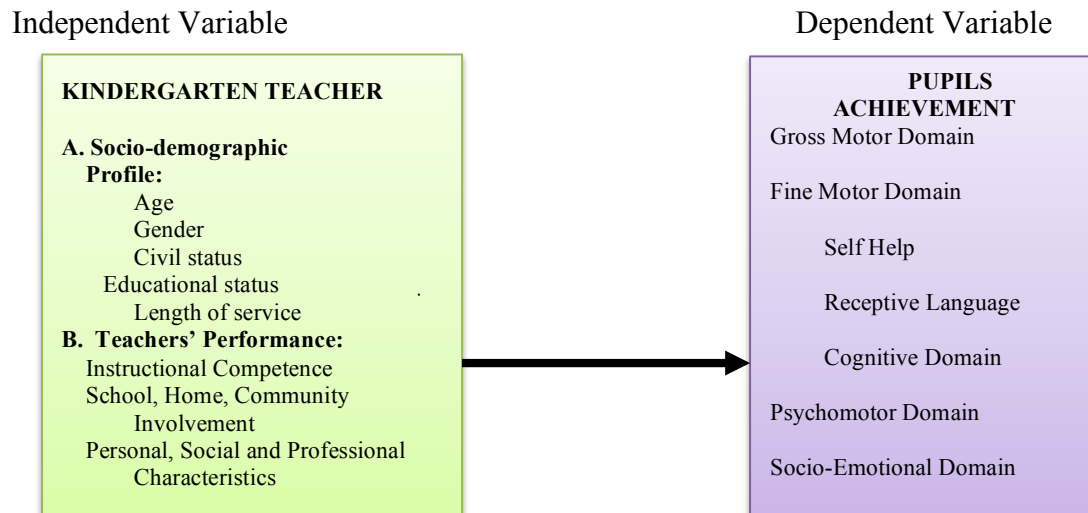 Independent Variable
Dependent Variable
KINDERGARTEN TEACHER
A. Socio-demographic
Profile:
Age
Gender
Civil status
Educational status
.
Length of service
B. Teachers’ Performance:
Instructional Competence
School, Home, Community
Involvement
Personal, Social and Professional
Characteristics
PUPILS
ACHIEVEMENT
Gross Motor Domain
Fine Motor Domain
Self Help
Receptive Language
Cognitive Domain
Psychomotor Domain
Socio-Emotional Domain